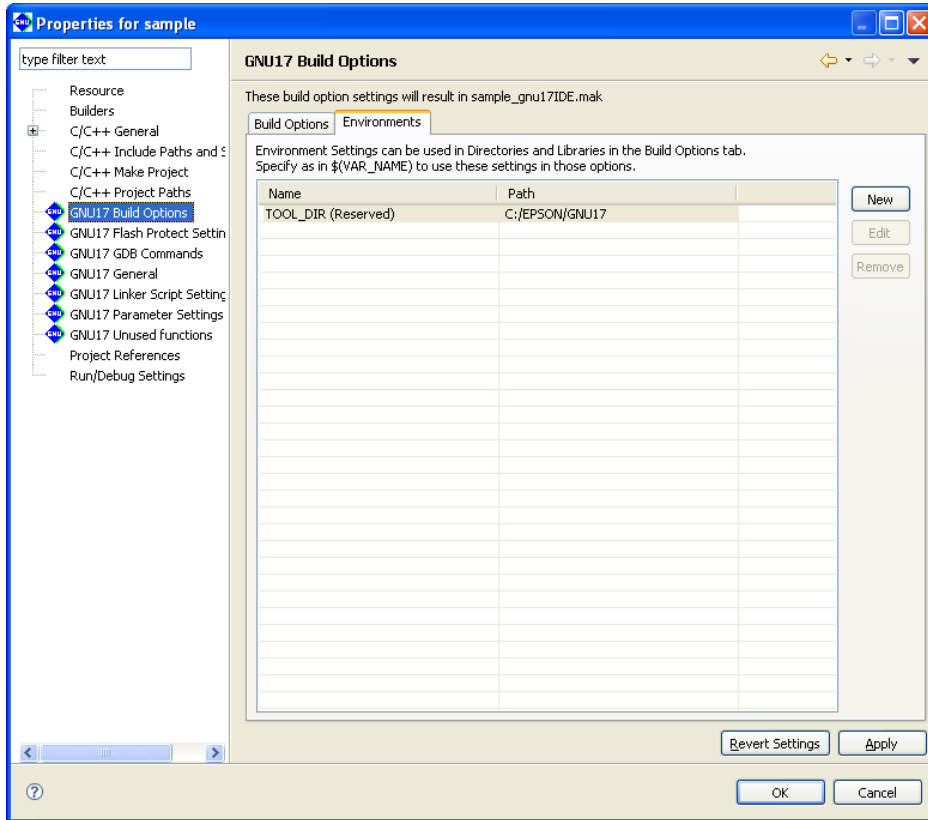 Properties for sample
type filter text
Resource
Builders
C/C++ General
C/C++ Include Paths and S
C/C++ Make Project
C/C++ Project Paths
GNU17 Build Options
GNU17 Flash Protect Settin
GNU17 GDB Commands
GNU17 General
GNU17 Linker Script Setting
GNU17 Parameter Settings
GNU17 Unused functions
Project References
Run/Debug Settings
GNU17 Build Options
These build option settings will result in sample_gnu17IDE.mak
Build Options Environments
Environment Settings can be used in Directories and Libraries in the Build Options tab.
Specify as in $(VAR_NAME) to use these settings in those options.
Name Path
TOOL_DIR (Reserved) C:/EPSON/GNU17
New
Edit
Remove
Revert Settings Apply
OK Cancel